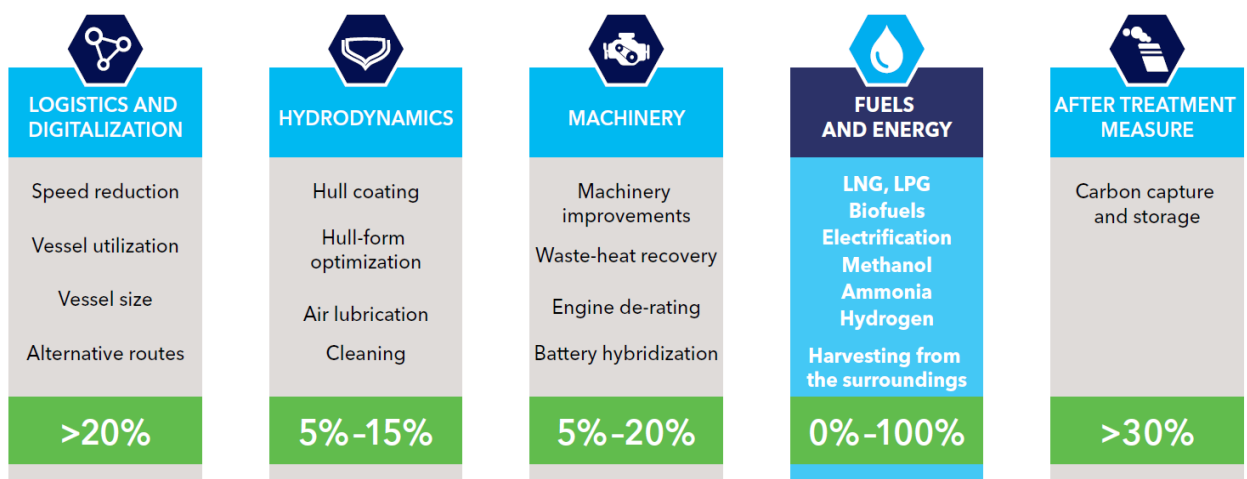 LOGISTICS AND
DIGITALIZATION
Speed reduction
Vessel utilization
Vessel size
Alternative routes
>20%
HYDRODYNAMICS
Hull coating
Hull-form
optimization
Air lubrication
Cleaning
5%–15%
MACHINERY
Machinery
improvements
Waste-heat recovery
Engine de-rating
Battery hybridization
5%–20%
FUELS
AND ENERGY
LNG, LPG
Biofuels
Electrification
Methanol
Ammonia
Hydrogen
Harvesting from
the surroundings
0%–100%
AFTER TREATMENT
MEASURE
Carbon capture
and storage
>30%